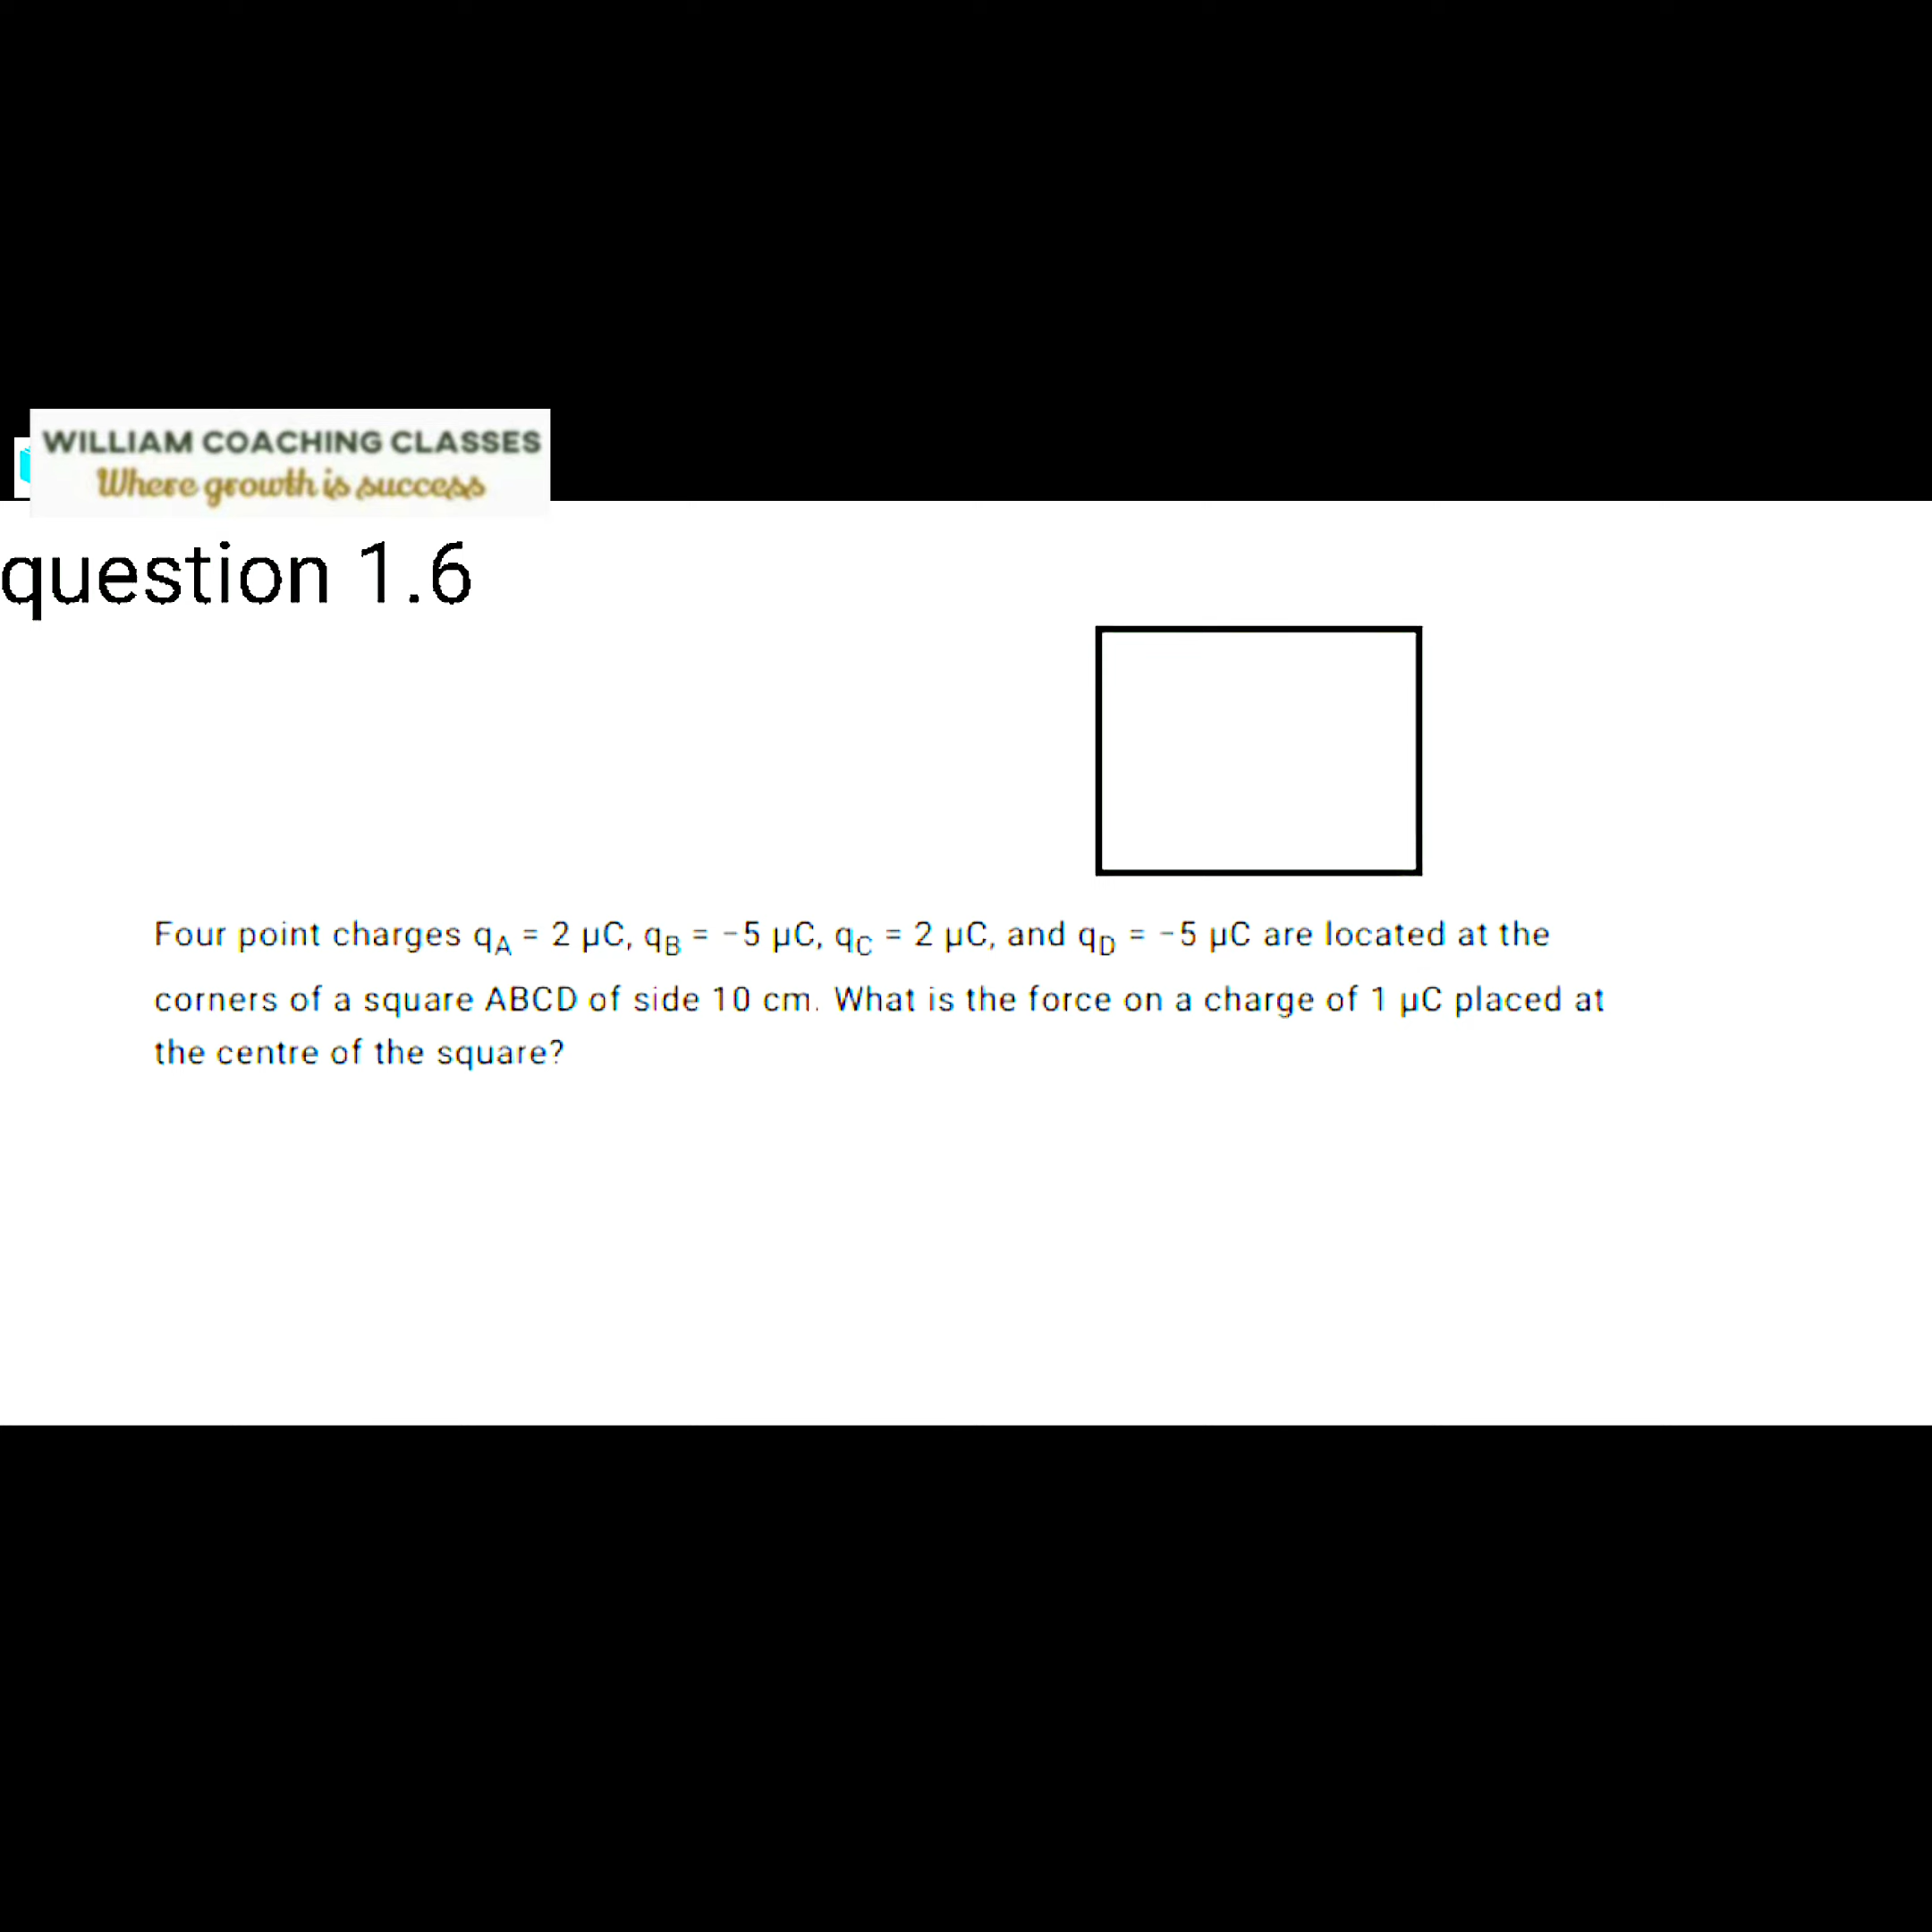 WILLIAM COACHING CLASSES
Where growth is success
question 1.6
Four point charges qA = 2 μC, qB = −5 μC, qC = 2 μC, and qD = −5 μC are located at the
corners of a square ABCD of side 10 cm. What is the force on a charge of 1 μC placed at
the centre of the square?